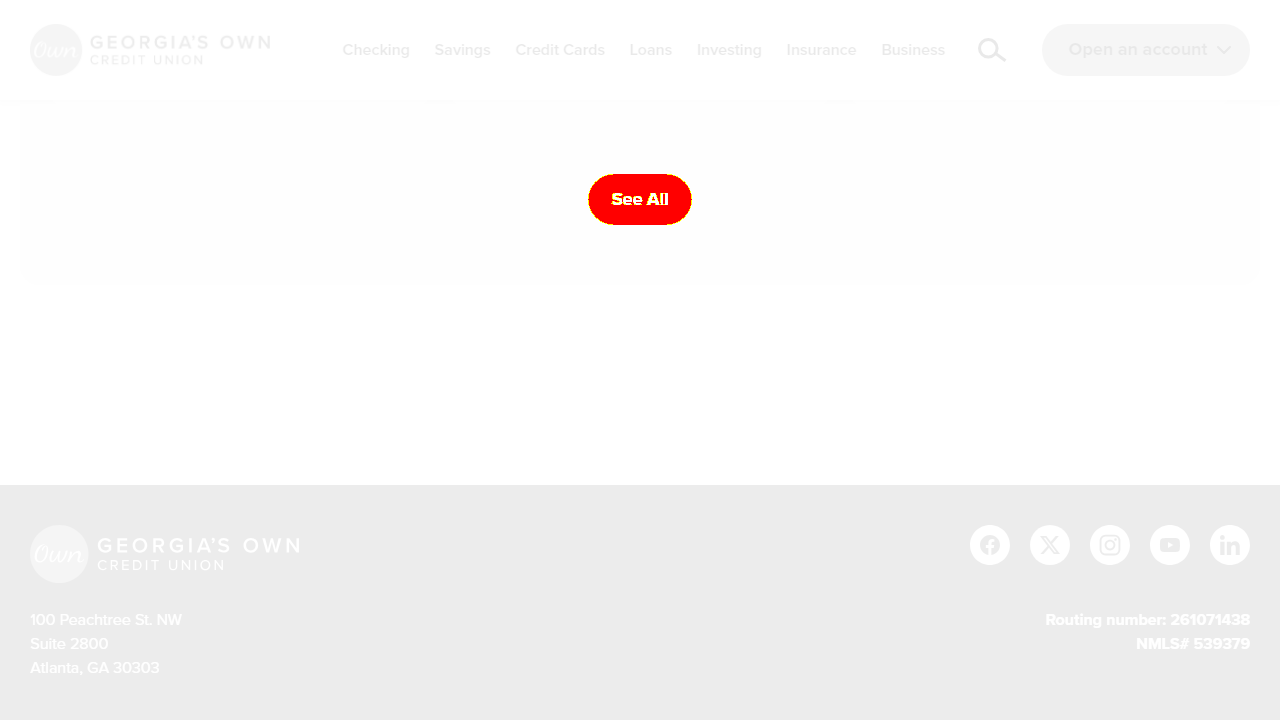 Own GEORGIA'S OWN
CREDIT UNION
Checking Savings Credit Cards Loans Investing Insurance Business
Open an account
See All
Own GEORGIA'S OWN
CREDIT UNION
100 Peachtree St. NW
Suite 2800
Atlanta, GA 30303
Routing number: 261071438
NMLS# 539379